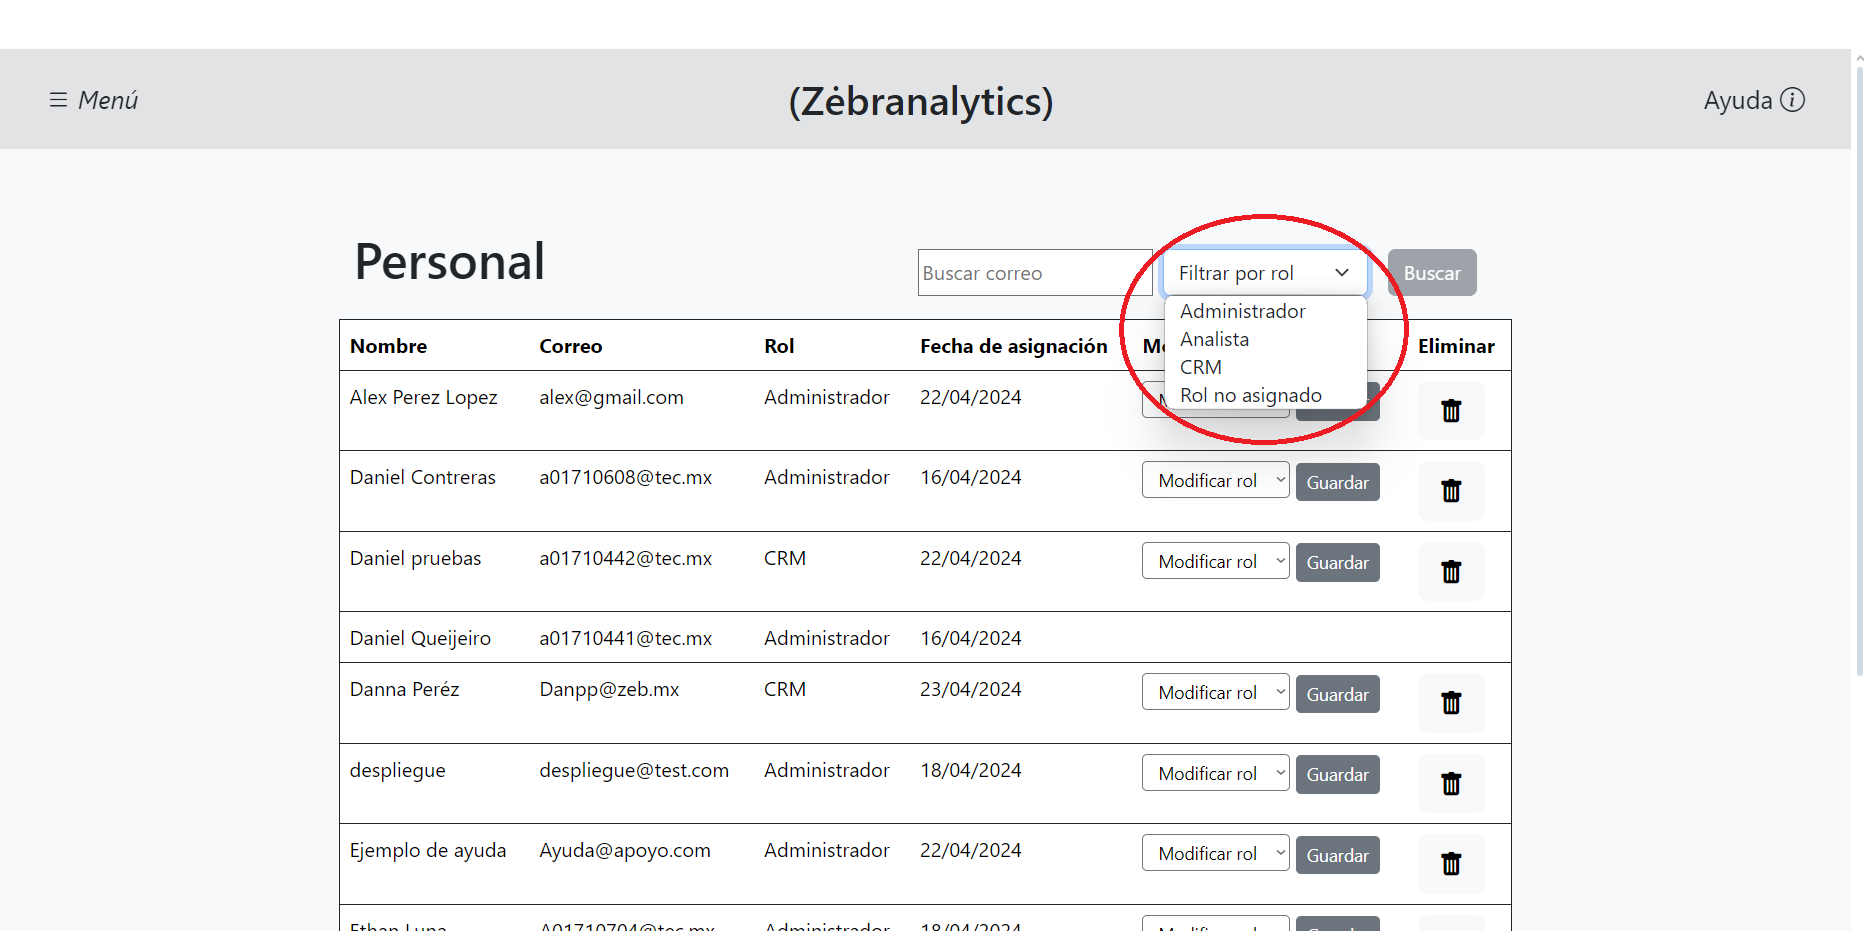 ☰ Menú (Zėbranalytics) Ayuda
Personal Buscar correo Filtrar por rol Buscar
Administrador
Analista
CRM
Rol no asignado
Nombre Correo Rol Fecha de asignación Eliminar
Alex Perez Lopez alex@gmail.com Administrador 22/04/2024
Daniel Contreras a01710608@tec.mx Administrador 16/04/2024 Modificar rol Guardar
Daniel pruebas a01710442@tec.mx CRM 22/04/2024 Modificar rol Guardar
Daniel Queijeiro a01710441@tec.mx Administrador 16/04/2024
Danna Peréz Danpp@zeb.mx CRM 23/04/2024 Modificar rol Guardar
despliegue despliegue@test.com Administrador 18/04/2024 Modificar rol Guardar
Ejemplo de ayuda Ayuda@apoyo.com Administrador 22/04/2024 Modificar rol Guardar
Ethan Luna A01710704@tec.mx Administrador 18/04/2024 Modificar rol Guardar